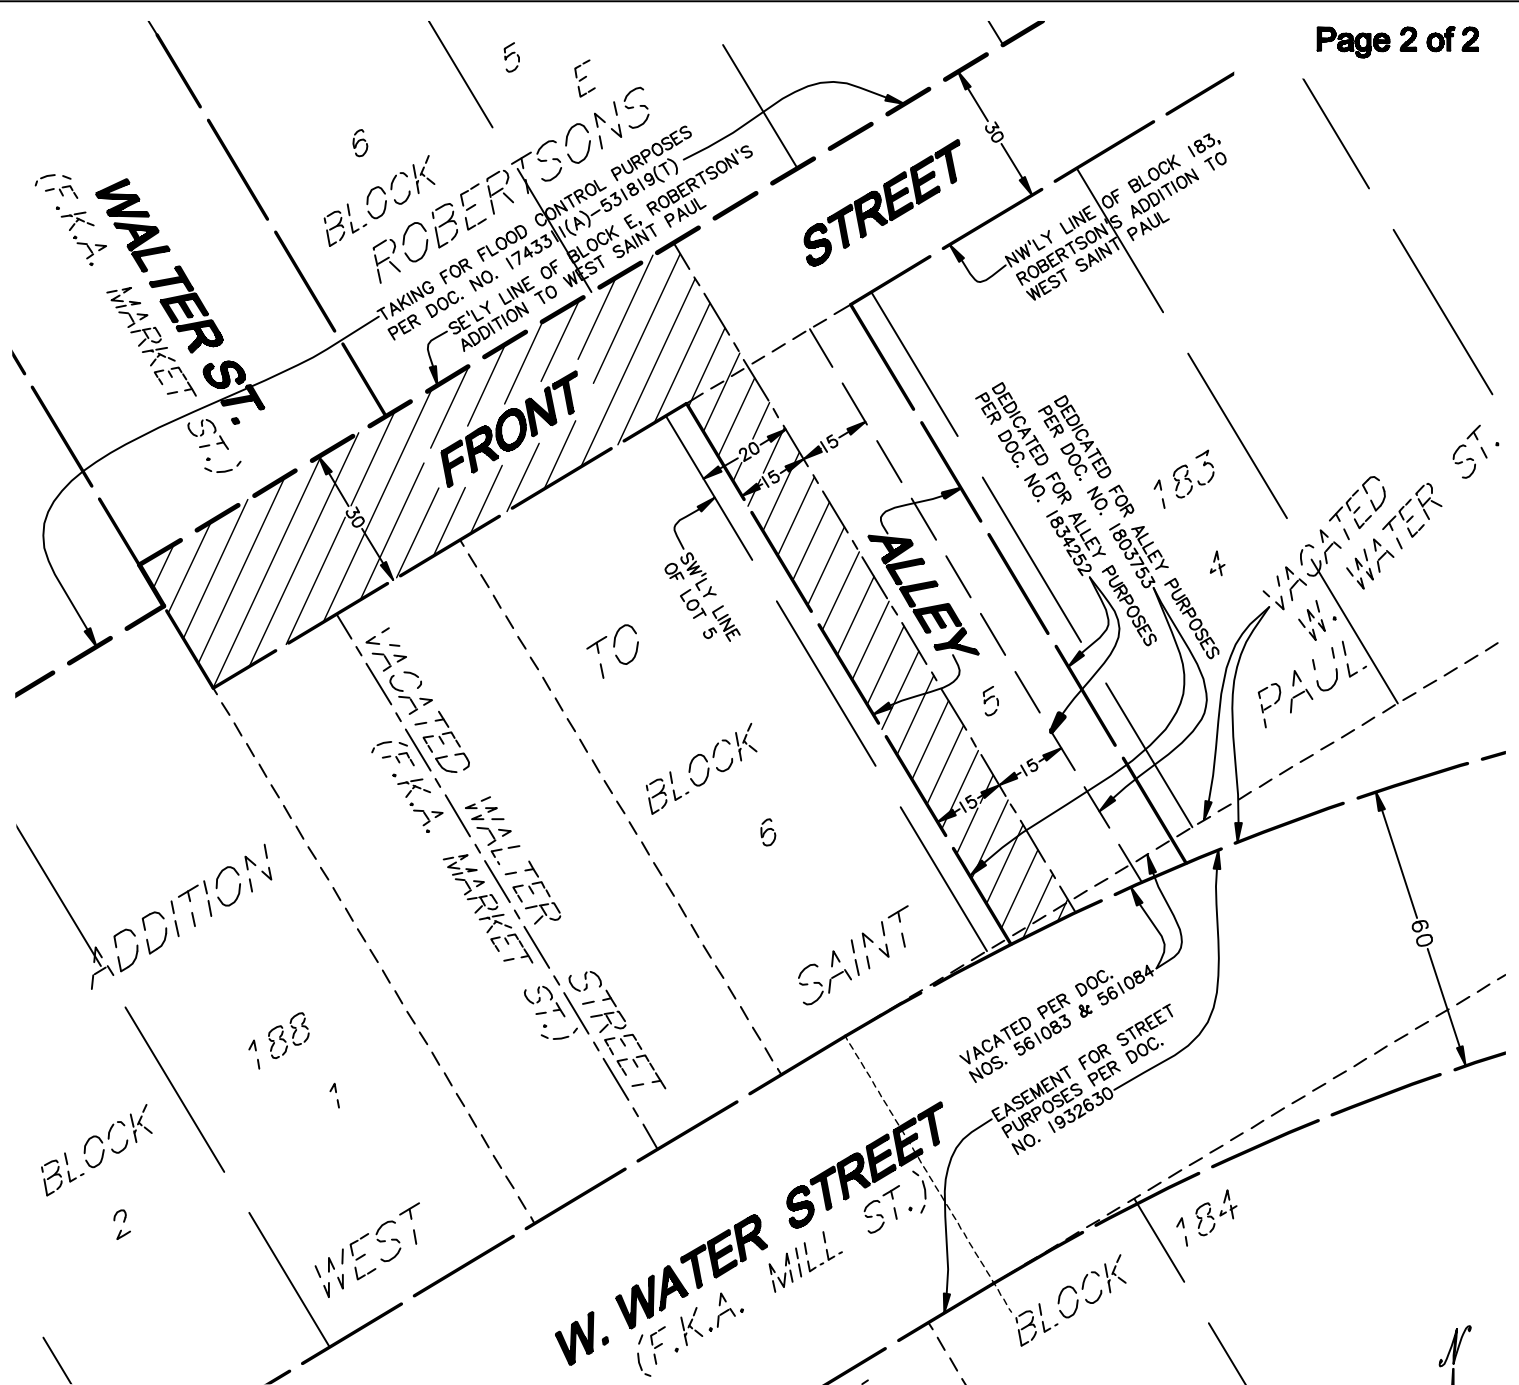 Page 2 of 2
5
E
6
BLOCK
ROBERTSONS
WALTER ST.
(F.K.A. MARKET ST.)
TAKING FOR FLOOD CONTROL PURPOSES
PER DOC. NO. 1743311(A)-531819(T)
SE'LY LINE OF BLOCK E, ROBERTSON'S
ADDITION TO WEST SAINT PAUL
30
STREET
NW'LY LINE OF BLOCK 183,
ROBERTSON'S ADDITION TO
WEST SAINT PAUL
FRONT
30
20
15
15
SW'LY LINE
OF LOT 5
ALLEY
DEDICATED FOR ALLEY PURPOSES
PER DOC. NO. 1834252
DEDICATED FOR ALLEY PURPOSES
PER DOC. NO. 1803753
183
4
VACATED
W. WATER ST.
PAUL
5
15
15
TO
VACATED WALTER STREET
(F.K.A. MARKET ST.)
BLOCK
6
SAINT
ADDITION
188
1
BLOCK
2
WEST
VACATED PER DOC.
NOS. 561083 & 561084
EASEMENT FOR STREET
PURPOSES PER DOC.
NO. 1932630
60
W. WATER STREET
(F.K.A. MILL ST.)
BLOCK 184
N